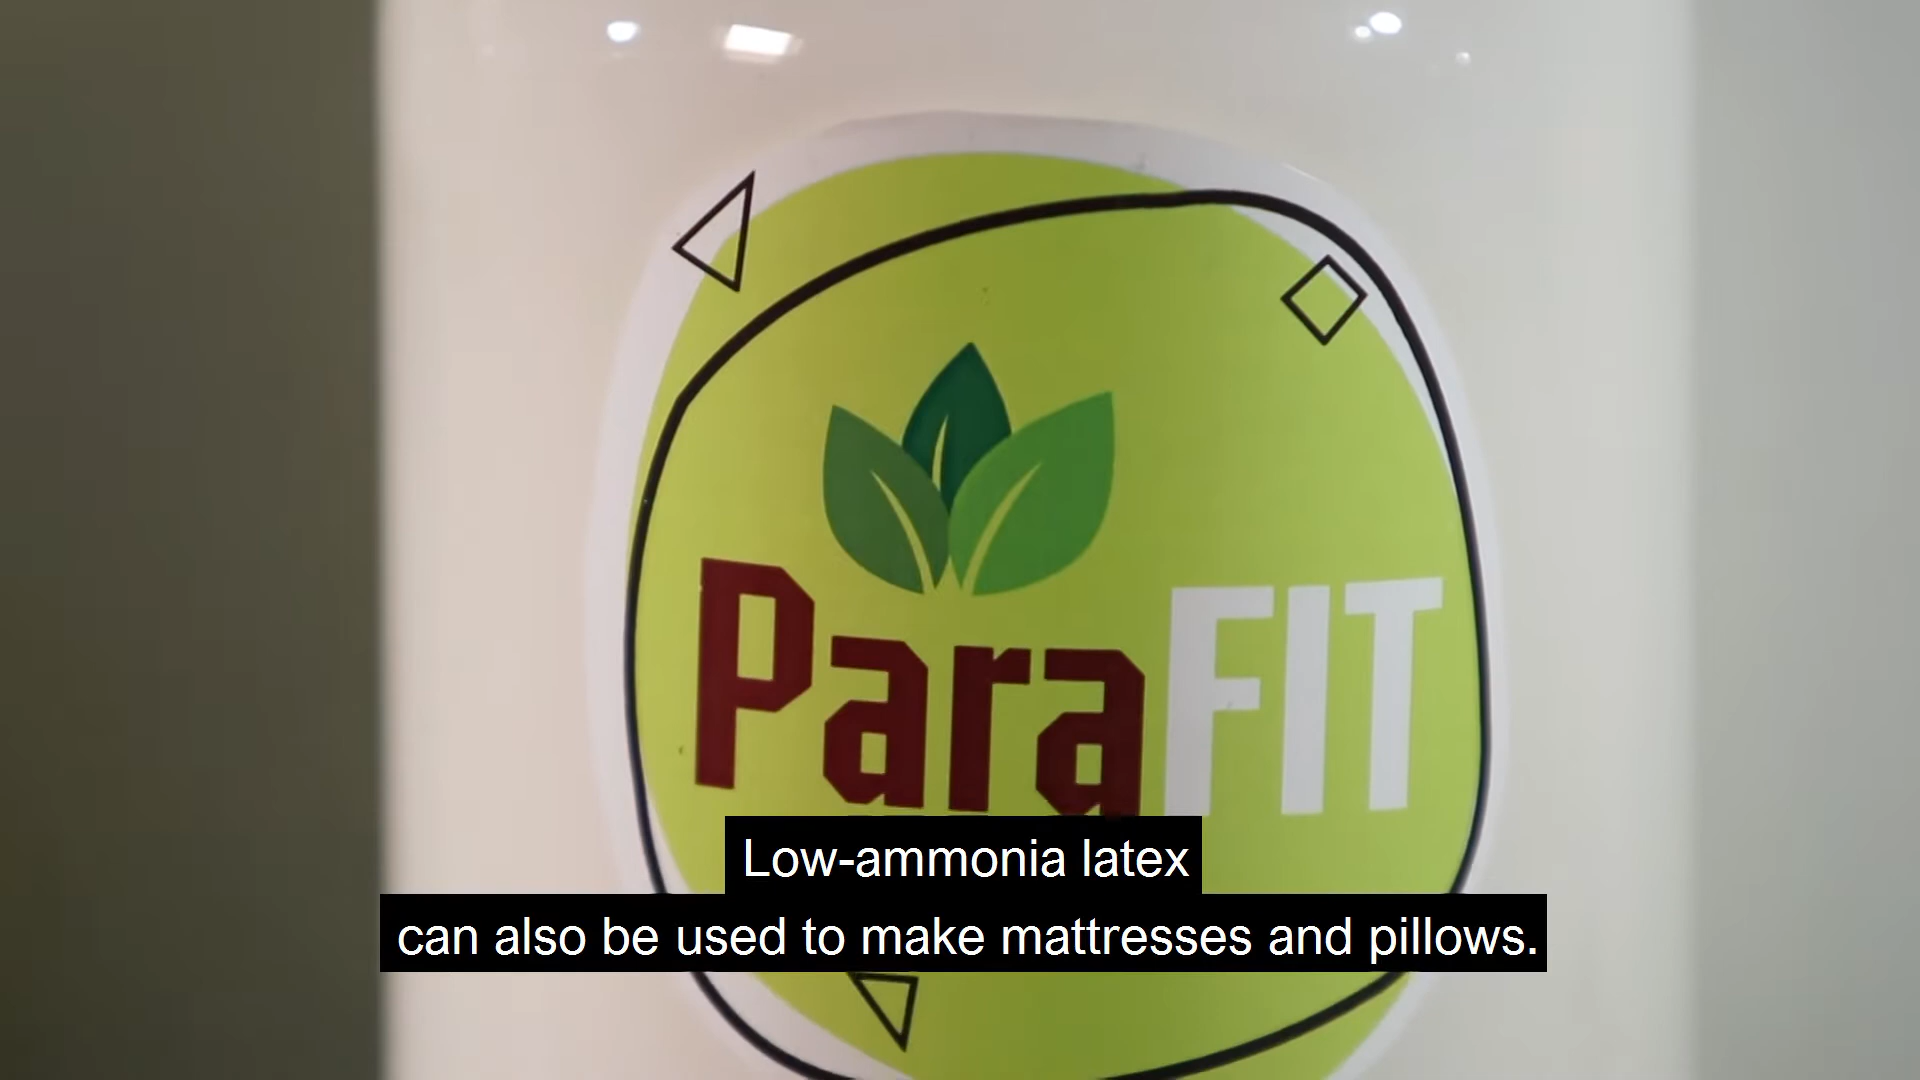 ParaFIT
Low-ammonia latex
can also be used to make mattresses and pillows.